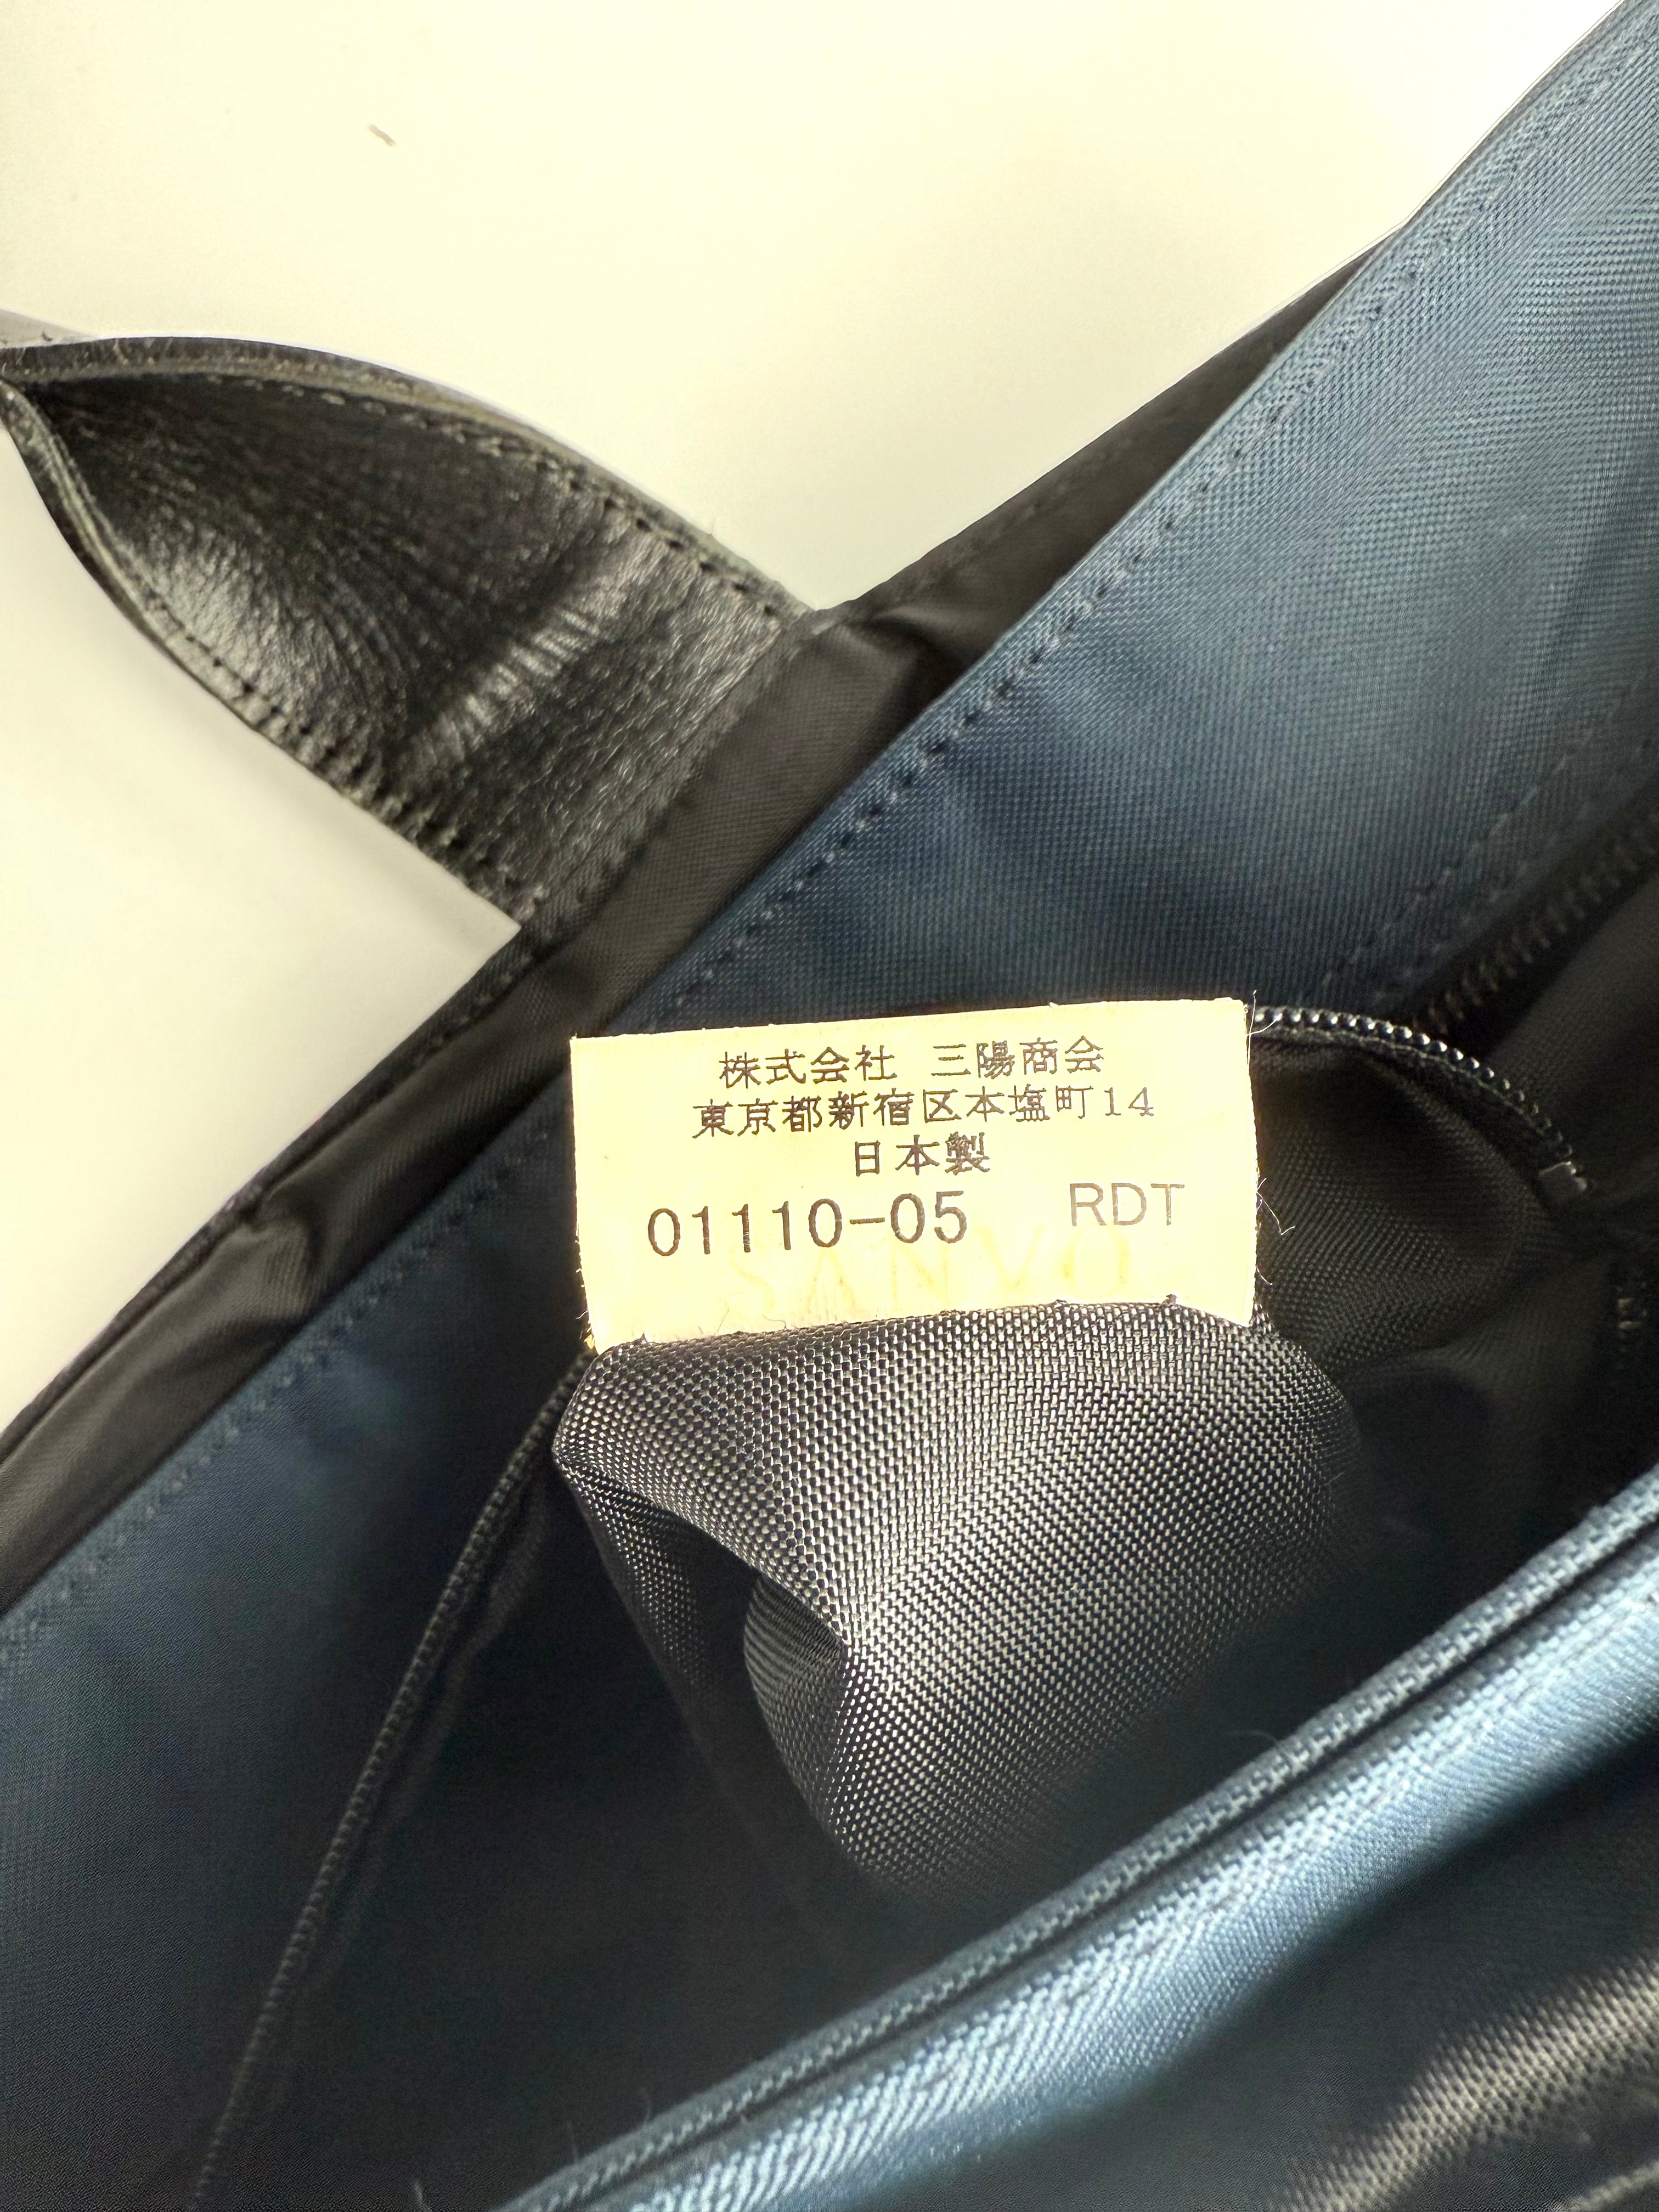 株式会社 三陽商会
東京都新宿区本塩町14
日本製
01110-05 RDT
SANYO